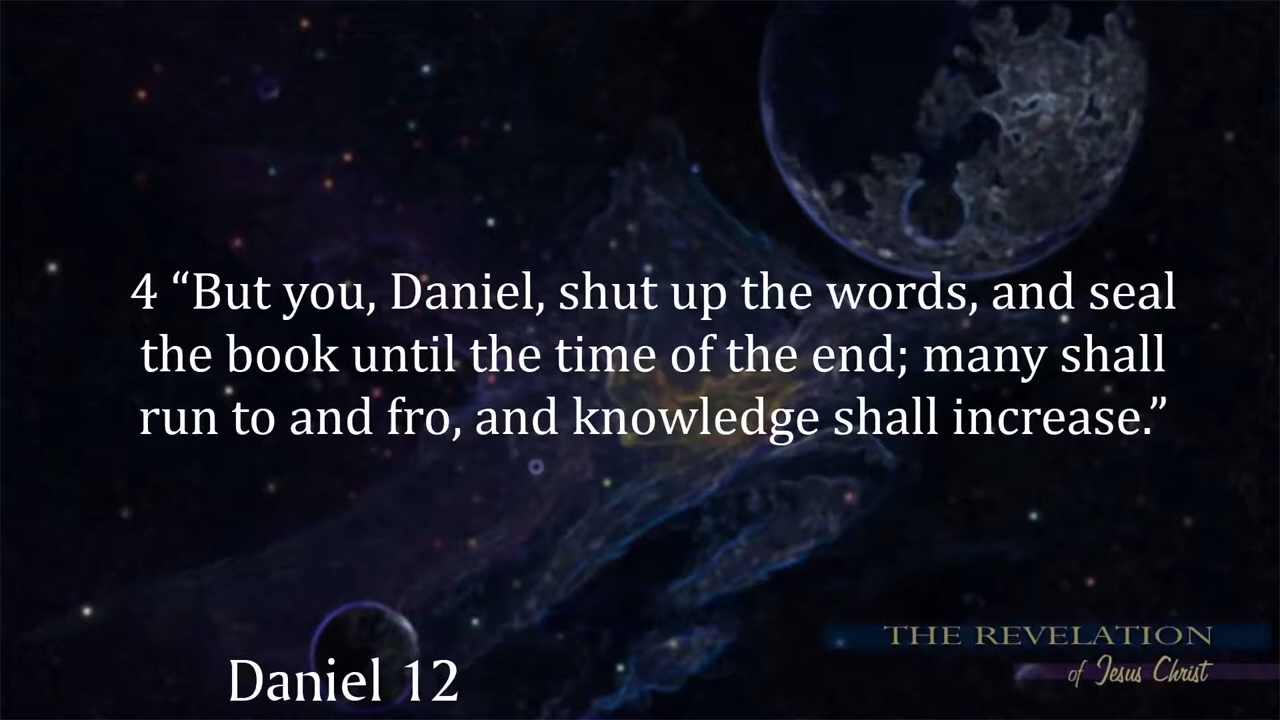 4 “But you, Daniel, shut up the words, and seal
the book until the time of the end; many shall
run to and fro, and knowledge shall increase.”
Daniel 12
THE REVELATION
of Jesus Christ